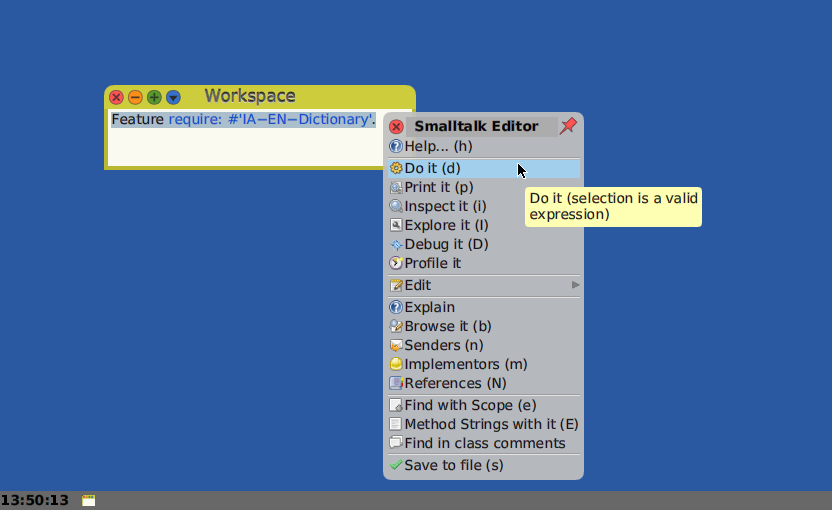 Workspace
Feature require: #'IA-EN-Dictionary'.
Smalltalk Editor
Help... (h)
Do it (d)
Print it (p)
Inspect it (i)
Explore it (I)
Debug it (D)
Profile it
Edit
Explain
Browse it (b)
Senders (n)
Implementors (m)
References (N)
Find with Scope (e)
Method Strings with it (E)
Find in class comments
Save to file (s)
Do it (selection is a valid
expression)
13:50:13